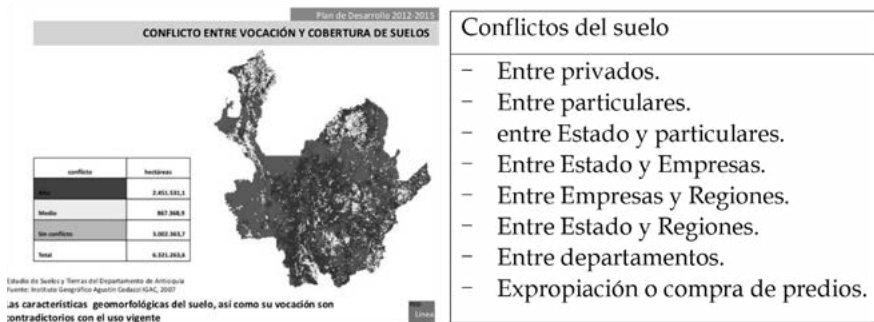 Plan de Desarrollo 2012-2015
CONFLICTO ENTRE VOCACIÓN Y COBERTURA DE SUELOS
conflicto hectáreas
Alto 2.451.531,1
Medio 867.368,9
Sin conflicto 3.002.363,7
Total 6.321.263,6
Estudio de Suelos y Tierras del Departamento de Antioquia
Fuente: Instituto Geográfico Agustín Codazzi IGAC, 2007
Las características geomorfológicas del suelo, así como su vocación son
contradictorios con el uso vigente
Línea
Conflictos del suelo
- Entre privados.
- Entre particulares.
- entre Estado y particulares.
- Entre Estado y Empresas.
- Entre Empresas y Regiones.
- Entre Estado y Regiones.
- Entre departamentos.
- Expropiación o compra de predios.